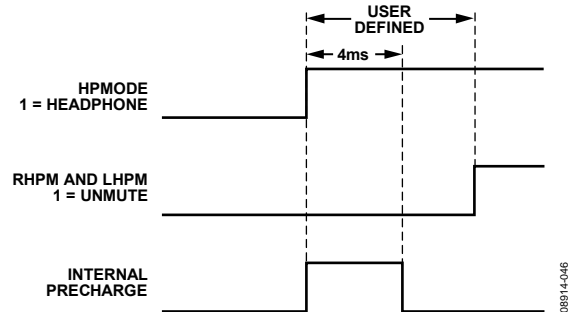 USER
DEFINED
4ms
HPMODE
1 = HEADPHONE
RHPM AND LHPM
1 = UNMUTE
INTERNAL
PRECHARGE
08914-046